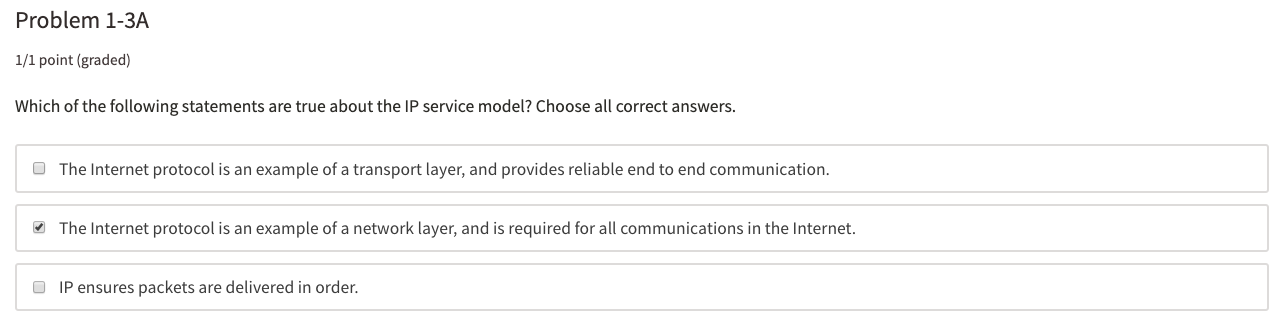 Problem 1-3A
1/1 point (graded)
Which of the following statements are true about the IP service model? Choose all correct answers.
The Internet protocol is an example of a transport layer, and provides reliable end to end communication.
The Internet protocol is an example of a network layer, and is required for all communications in the Internet.
IP ensures packets are delivered in order.